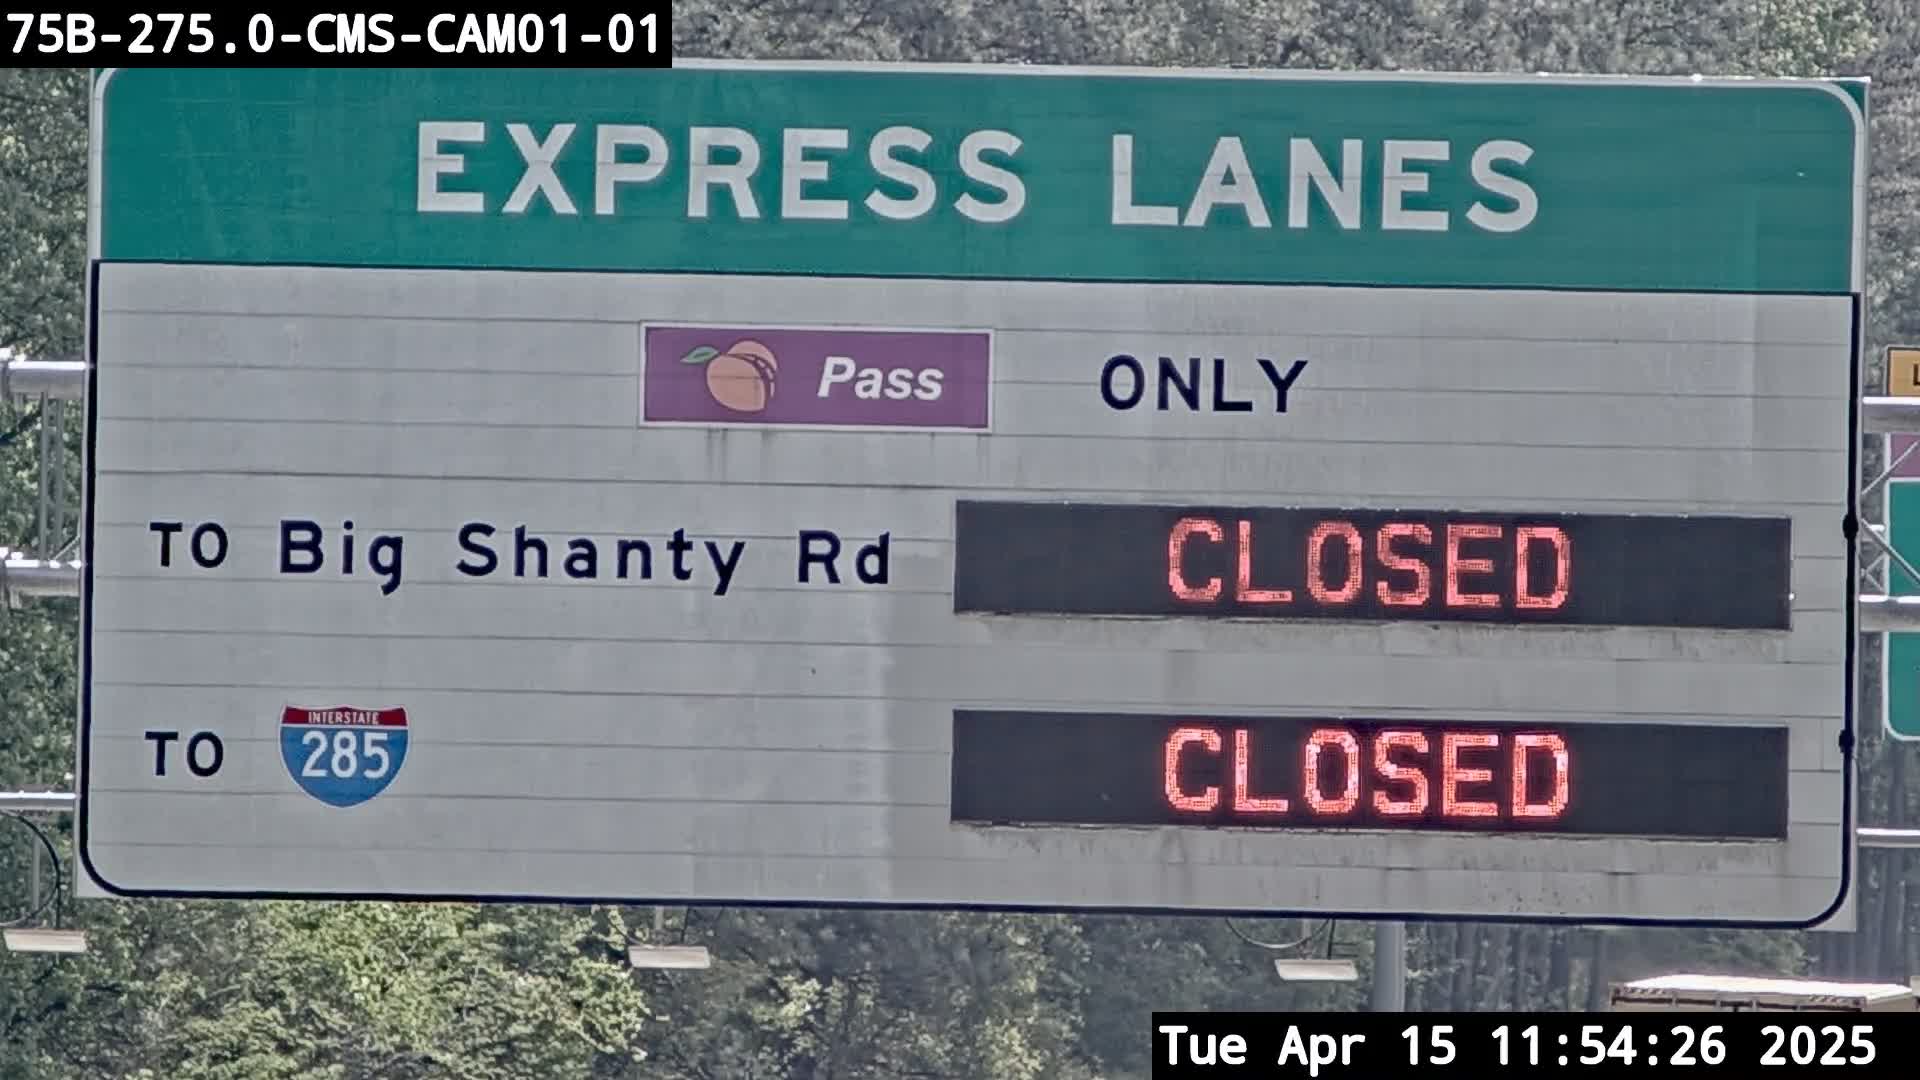 75B-275.0-CMS-CAM01-01
EXPRESS LANES
Pass ONLY
TO Big Shanty Rd CLOSED
INTERSTATE
TO 285 CLOSED
Tue Apr 15 11:54:26 2025